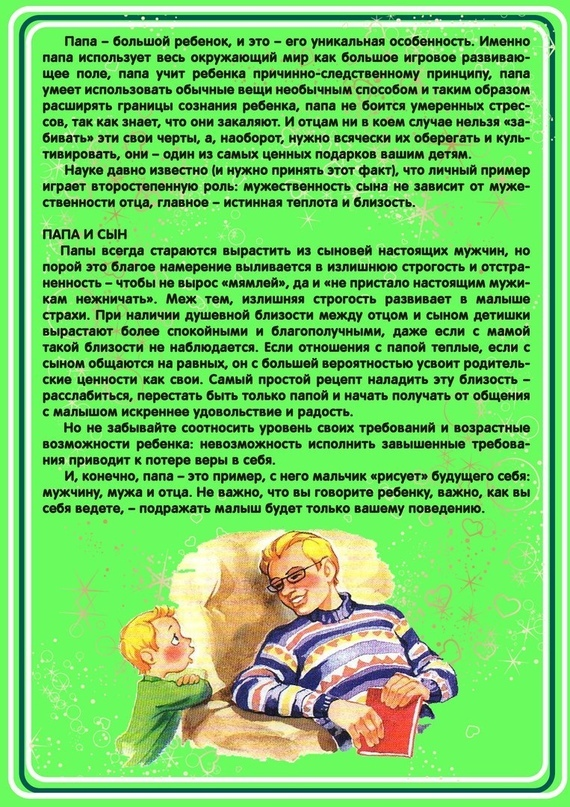 Папа – большой ребенок, и это – его уникальная особенность. Именно
папа использует весь окружающий мир как большое игровое развиваю-
щее поле, папа учит ребенка причинно-следственному принципу, папа
умеет использовать обычные вещи необычным способом и таким образом
расширять границы сознания ребенка, папа не боится умеренных стрес-
сов, так как знает, что они закаляют. И отцам ни в коем случае нельзя «за-
бивать» эти свои черты, а, наоборот, нужно всячески их оберегать и куль-
тивировать, они – один из самых ценных подарков вашим детям.
Науке давно известно (и нужно принять этот факт), что личный пример
играет второстепенную роль: мужественность сына не зависит от муже-
ственности отца, главное – истинная теплота и близость.
ПАПА И СЫН
Папы всегда стараются вырастить из сыновей настоящих мужчин, но
порой это благое намерение выливается в излишнюю строгость и отстра-
ненность – чтобы не вырос «мямлей», да и «не пристало настоящим мужи-
кам нежничать». Меж тем, излишняя строгость развивает в малыше
страхи. При наличии душевной близости между отцом и сыном детишки
вырастают более спокойными и благополучными, даже если с мамой
такой близости не наблюдается. Если отношения с папой теплые, если с
сыном общаются на равных, он с большей вероятностью усвоит родитель-
ские ценности как свои. Самый простой рецепт наладить эту близость –
расслабиться, перестать быть только папой и начать получать от общения
с малышом искреннее удовольствие и радость.
Но не забывайте соотносить уровень своих требований и возрастные
возможности ребенка: невозможность исполнить завышенные требова-
ния приводит к потере веры в себя.
И, конечно, папа – это пример, с него мальчик «рисует» будущего себя:
мужчину, мужа и отца. Не важно, что вы говорите ребенку, важно, как вы
себя ведете, – подражать малыш будет только вашему поведению.